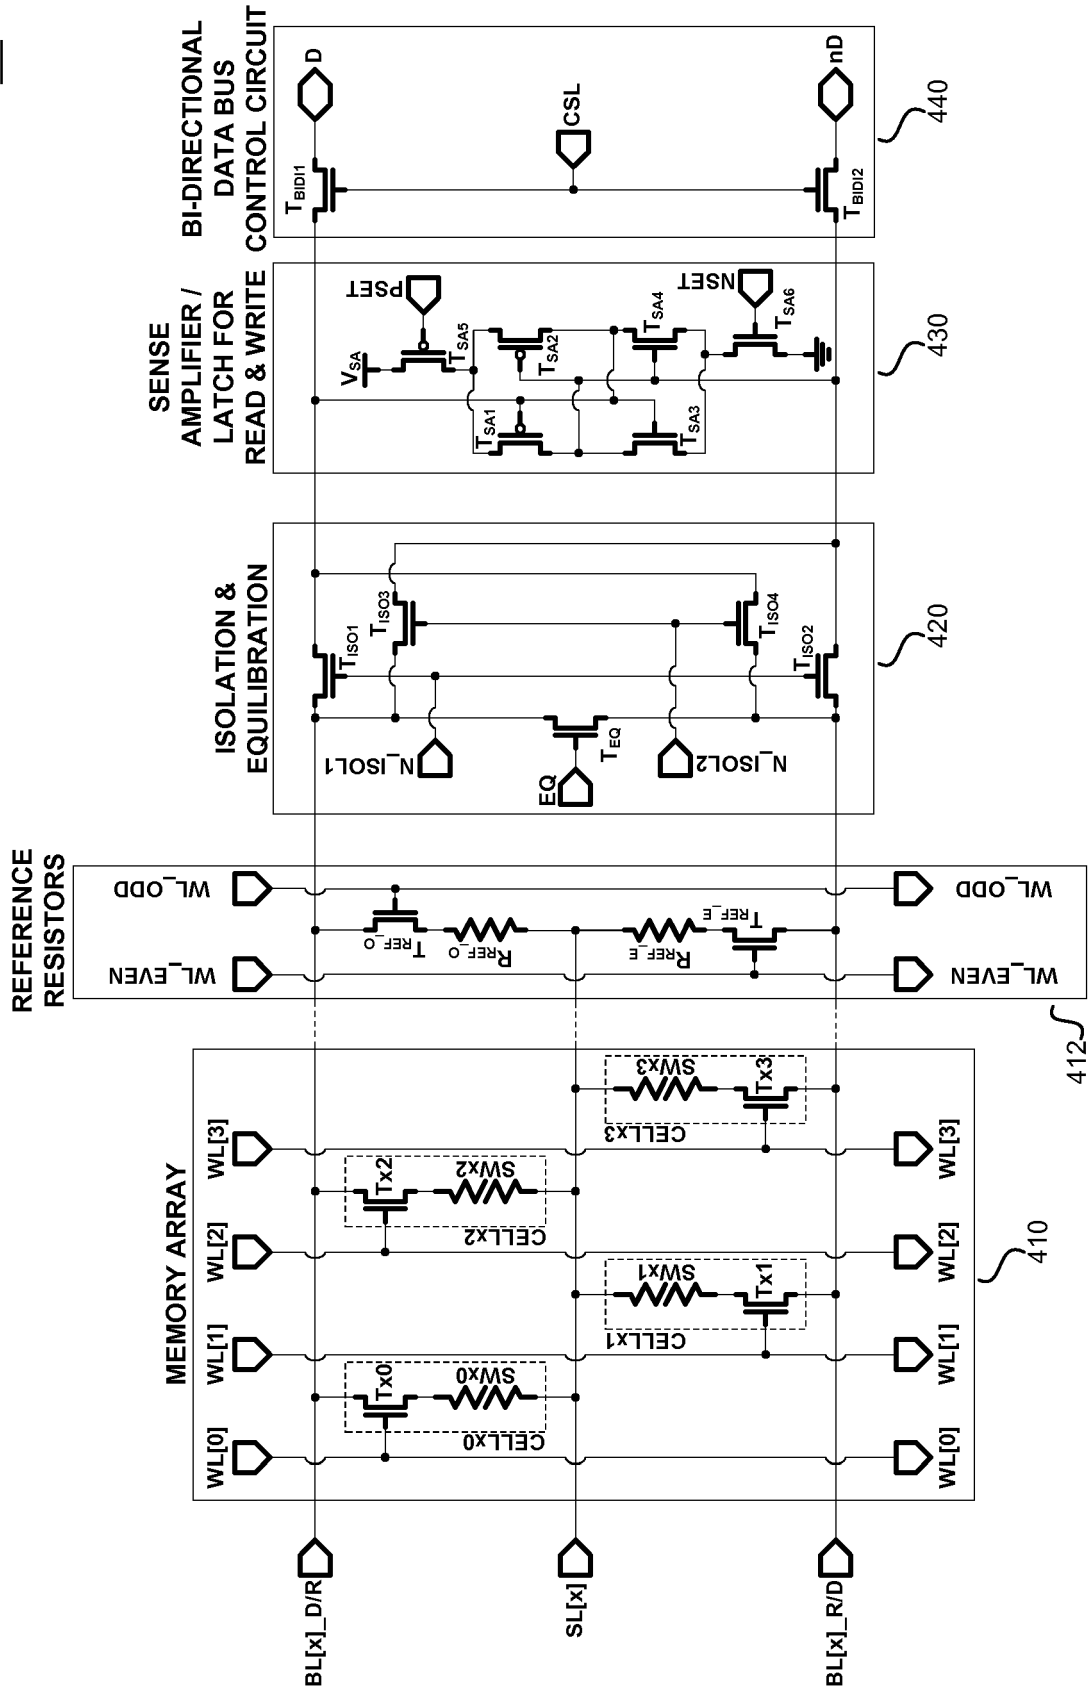 REFERENCE
RESISTORS
BI-DIRECTIONAL
DATA BUS
CONTROL CIRCUIT
SENSE
AMPLIFIER /
LATCH FOR
READ & WRITE
ISOLATION &
EQUILIBRATION
MEMORY ARRAY
D
TBIDI1
CSL
TBIDI2
nD
440
PSET
VSA
TSA5
TSA1
TSA2
TSA3
TSA4
NSET
TSA6
430
TISO1
TISO3
TISO4
TISO2
N_ISOL1
EQ
TEQ
N_ISOL2
420
WL_ODD
WL_EVEN
TREF_O
RREF_O
RREF_E
TREF_E
WL_ODD
WL_EVEN
412
WL[3]
WL[2]
WL[1]
WL[0]
CELLx3
SWx3
Tx3
CELLx2
Tx2
SWx2
CELLx1
SWx1
Tx1
CELLx0
Tx0
SWx0
WL[3]
WL[2]
WL[1]
WL[0]
410
BL[x]_D/R
SL[x]
BL[x]_R/D